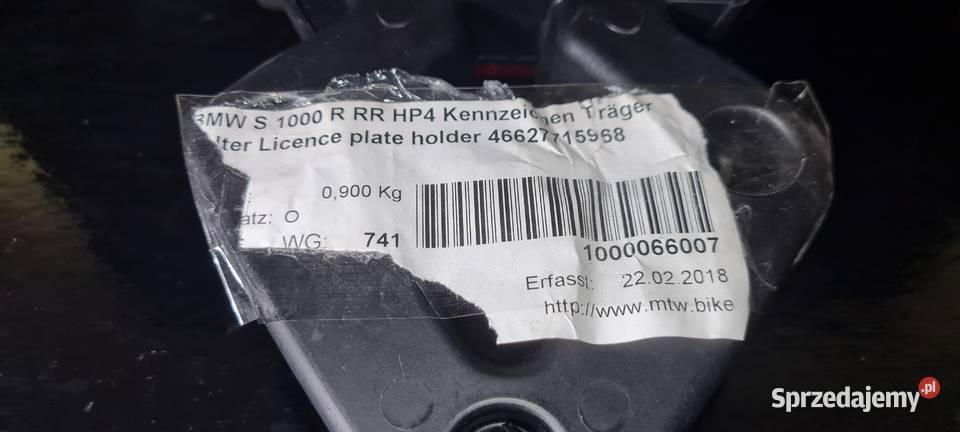 BMW S 1000 R RR HP4 Kennzeichen Träger
lter Licence plate holder 46627715968
0,900 Kg
atz: O
WG: 741
1000066007
Erfasst: 22.02.2018
http://www.mtw.bike
Sprzedajemy.pl